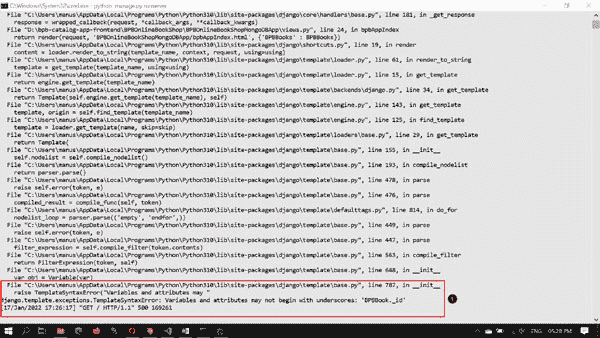 C:\Windows\System32\cmd.exe - python manage.py runserver
File "C:\Users\manus\AppData\Local\Programs\Python\Python310\lib\site-packages\django\core\handlers\base.py", line 181, in _get_response
response = wrapped_callback(request, *callback_args, **callback_kwargs)
File "D:\bpb-catalog-app-frontend\BPBOnlineBookShop\BPBOnlineBookShopMongoDBApp\views.py", line 24, in bpbAppIndex
return render(request, 'BPBOnlineBookShopMongoDBApp/bpbAppIndex.html', {'BPBBooks' : BPBBooks})
File "C:\Users\manus\AppData\Local\Programs\Python\Python310\lib\site-packages\django\shortcuts.py", line 19, in render
content = loader.render_to_string(template_name, context, request, using=using)
File "C:\Users\manus\AppData\Local\Programs\Python\Python310\lib\site-packages\django\template\loader.py", line 61, in render_to_string
template = get_template(template_name, using=using)
File "C:\Users\manus\AppData\Local\Programs\Python\Python310\lib\site-packages\django\template\loader.py", line 15, in get_template
return engine.get_template(template_name)
File "C:\Users\manus\AppData\Local\Programs\Python\Python310\lib\site-packages\django\template\backends\django.py", line 34, in get_template
return Template(self.engine.get_template(template_name), self)
File "C:\Users\manus\AppData\Local\Programs\Python\Python310\lib\site-packages\django\template\engine.py", line 143, in get_template
template, origin = self.find_template(template_name)
File "C:\Users\manus\AppData\Local\Programs\Python\Python310\lib\site-packages\django\template\engine.py", line 125, in find_template
template = loader.get_template(name, skip=skip)
File "C:\Users\manus\AppData\Local\Programs\Python\Python310\lib\site-packages\django\template\loaders\base.py", line 29, in get_template
return Template(
File "C:\Users\manus\AppData\Local\Programs\Python\Python310\lib\site-packages\django\template\base.py", line 155, in __init__
self.nodelist = self.compile_nodelist()
File "C:\Users\manus\AppData\Local\Programs\Python\Python310\lib\site-packages\django\template\base.py", line 193, in compile_nodelist
return parser.parse()
File "C:\Users\manus\AppData\Local\Programs\Python\Python310\lib\site-packages\django\template\base.py", line 478, in parse
raise self.error(token, e)
File "C:\Users\manus\AppData\Local\Programs\Python\Python310\lib\site-packages\django\template\base.py", line 476, in parse
compiled_result = compile_func(self, token)
File "C:\Users\manus\AppData\Local\Programs\Python\Python310\lib\site-packages\django\template\defaulttags.py", line 814, in do_for
nodelist_loop = parser.parse(('empty', 'endfor',))
File "C:\Users\manus\AppData\Local\Programs\Python\Python310\lib\site-packages\django\template\base.py", line 449, in parse
raise self.error(token, e)
File "C:\Users\manus\AppData\Local\Programs\Python\Python310\lib\site-packages\django\template\base.py", line 447, in parse
filter_expression = self.compile_filter(token.contents)
File "C:\Users\manus\AppData\Local\Programs\Python\Python310\lib\site-packages\django\template\base.py", line 563, in compile_filter
return FilterExpression(token, self)
File "C:\Users\manus\AppData\Local\Programs\Python\Python310\lib\site-packages\django\template\base.py", line 648, in __init__
var_obj = Variable(var)
File "C:\Users\manus\AppData\Local\Programs\Python\Python310\lib\site-packages\django\template\base.py", line 787, in __init__
raise TemplateSyntaxError("Variables and attributes may "
django.template.exceptions.TemplateSyntaxError: Variables and attributes may not begin with underscores: 'BPBBook._id'
[17/Jan/2022 17:26:17] "GET / HTTP/1.1" 500 169261
1
ENG 05:28 PM